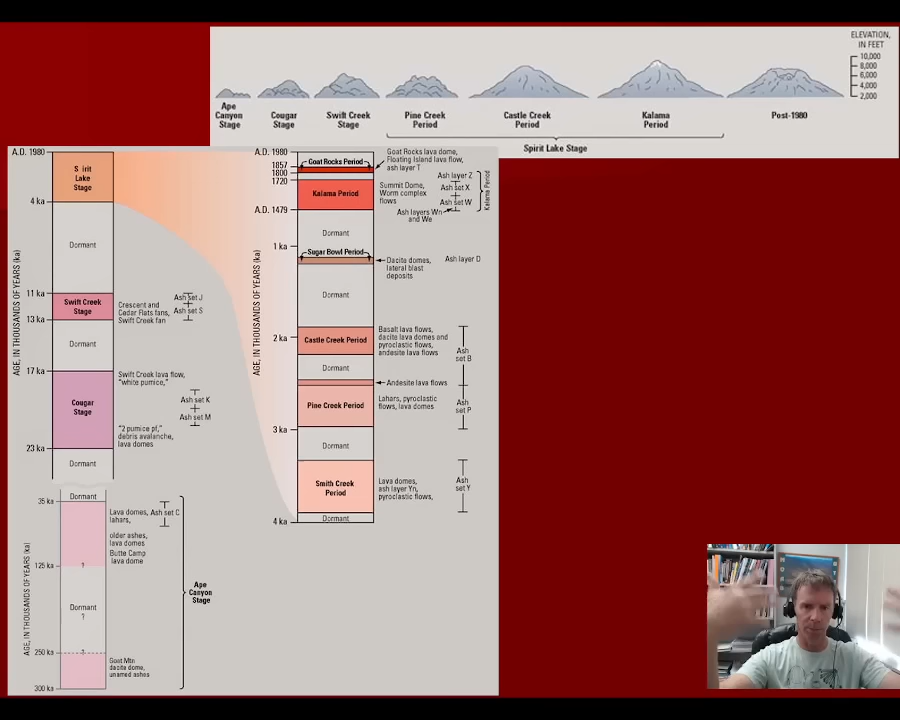 ELEVATION,
IN FEET
10,000
8,000
6,000
4,000
2,000
Ape
Canyon
Stage
Cougar
Stage
Swift Creek
Stage
Pine Creek
Period
Castle Creek
Period
Kalama
Period
Post-1980
Spirit Lake Stage
A.D. 1980
S irit
Lake
Stage
4 ka
Dormant
11 ka
Swift Creek
Stage
Crescent and
Cedar Flats fans,
Swift Creek fan
Ash set J
Ash set S
13 ka
Dormant
17 ka
Swift Creek lava flow,
"white pumice,"
Cougar
Stage
Ash set K
Ash set M
"2 pumice pf,"
debris avalanche,
lava domes
23 ka
Dormant
AGE, IN THOUSANDS OF YEARS (ka)
Dormant
35 ka
Lava domes,
lahars,
Ash set C
older ashes,
lava domes
Butte Camp
lava dome
?
125 ka
Dormant
?
?
250 ka
Goat Mtn
dacite dome,
unamed ashes
300 ka
AGE, IN THOUSANDS OF YEARS (ka)
Ape
Canyon
Stage
A.D. 1980
1857
1800
1720
Goat Rocks Period
Goat Rocks lava dome,
Floating Island lava flow,
ash layer T
Kalama Period
Summit Dome,
Worm complex
flows
Ash layer Z
Ash set X
Ash set W
Ash layers Wn
and We
Kalama Period
A.D. 1479
Dormant
1 ka
Sugar Bowl Period
Dacita domes,
lateral blast
deposits
Ash layer D
Dormant
2 ka
Castle Creek Period
Basalt lava flows,
dacite lava domes and
pyroclastic flows,
andesite lava flows
Ash
set B
Dormant
Andesite lava flows
Pine Creek Period
Lahars, pyroclastic
flows, lava domes
Ash
set P
3 ka
Dormant
Smith Creek
Period
Lava domes,
ash layer Yn,
pyroclastic flows,
Ash
set Y
4 ka
Dormant
AGE, IN THOUSANDS OF YEARS (ka)